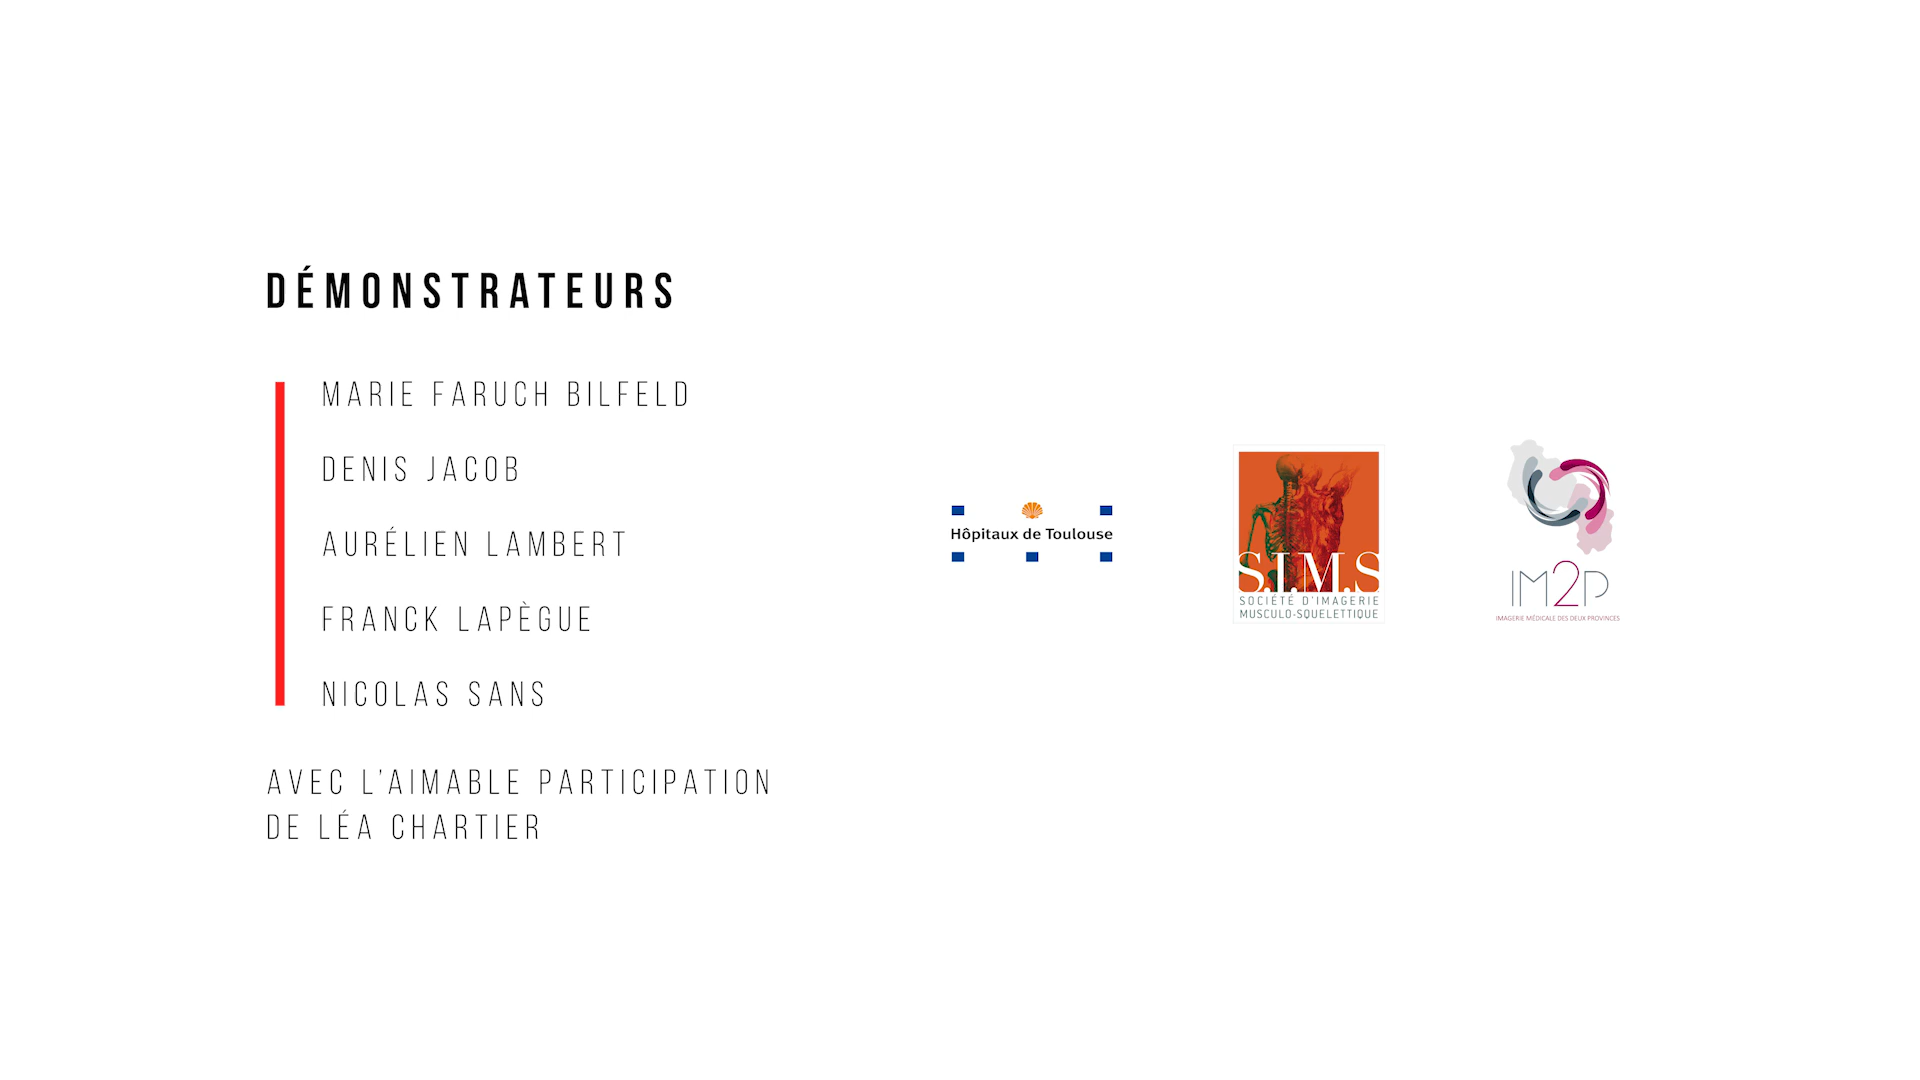 DÉMONSTRATEURS
MARIE FARUCH BILFELD
DENIS JACOB
AURÉLIEN LAMBERT
FRANCK LAPÈGUE
NICOLAS SANS
AVEC L'AIMABLE PARTICIPATION
DE LÉA CHARTIER
Hôpitaux de Toulouse
S.I.M.S
SOCIÉTÉ D'IMAGERIE
MUSCULO-SQUELETTIQUE
IM2P
IMAGERIE MÉDICALE DES DEUX PROVINCES